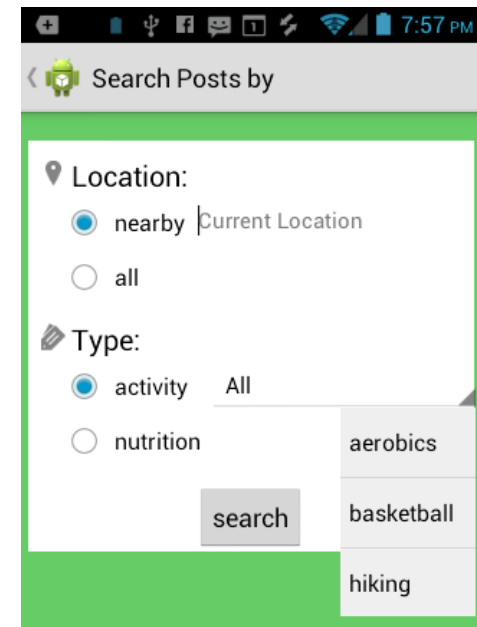 7:57 PM
Search Posts by
Location:
nearby Current Location
all
Type:
activity All
nutrition
aerobics
search
basketball
hiking